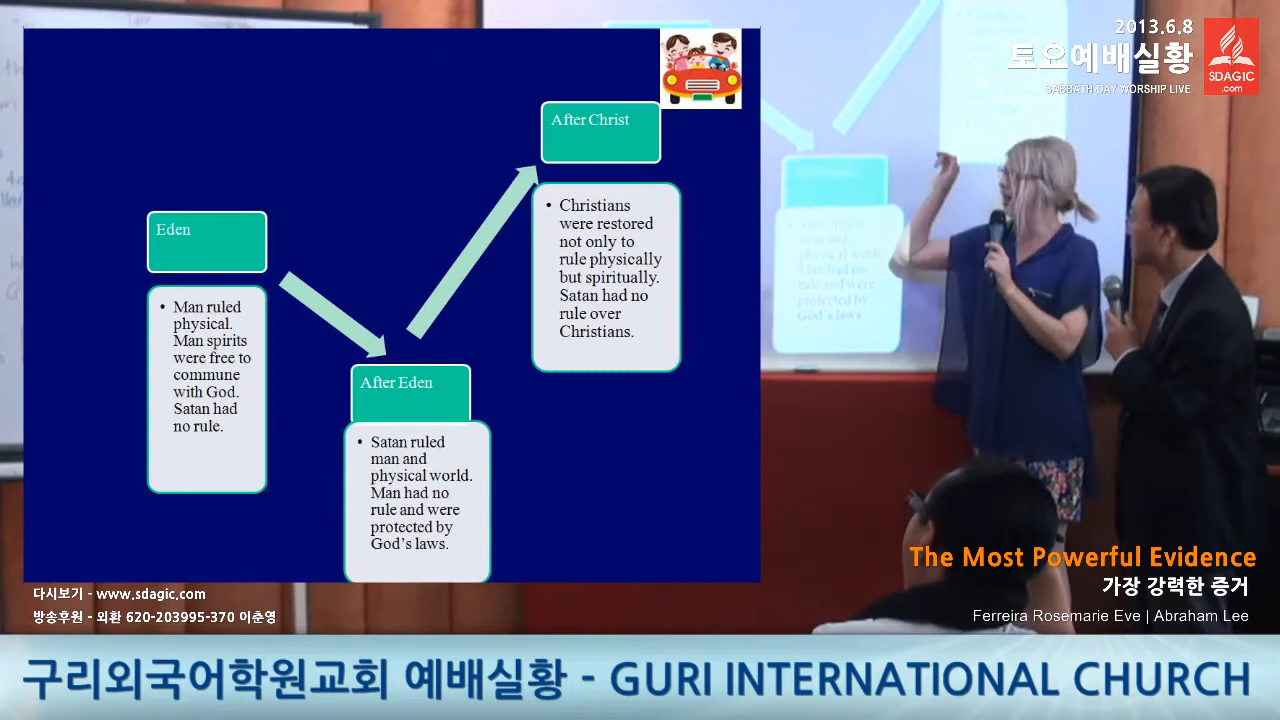 2013.6.8
토요예배실황
SABBATH DAY WORSHIP LIVE
SDAGIC
.com
After Christ
• Christians
were restored
not only to
rule physically
but spiritually.
Satan had no
rule over
Christians.
Eden
• Man ruled
physical.
Man spirits
were free to
commune
with God.
Satan had
no rule.
After Eden
• Satan ruled
man and
physical world.
Man had no
rule and were
protected by
God's laws.
The Most Powerful Evidence
가장 강력한 증거
Ferreira Rosemarie Eve | Abraham Lee
다시보기 - www.sdagic.com
방송후원 - 외환 620-203995-370 이춘영
구리외국어학원교회 예배실황 - GURI INTERNATIONAL CHURCH